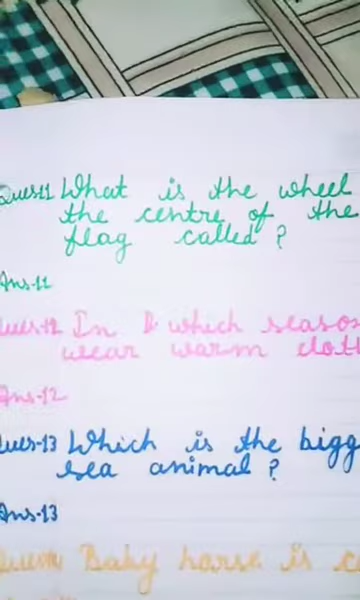 Ques-11 What is the wheel
the centre of the
flag called?
Ans-11
Ques-12 In which seaso
wear warm cloth
Ans-12
Ques-13 Which is the bigg
sea animal?
Ans-13
Baby horse is c